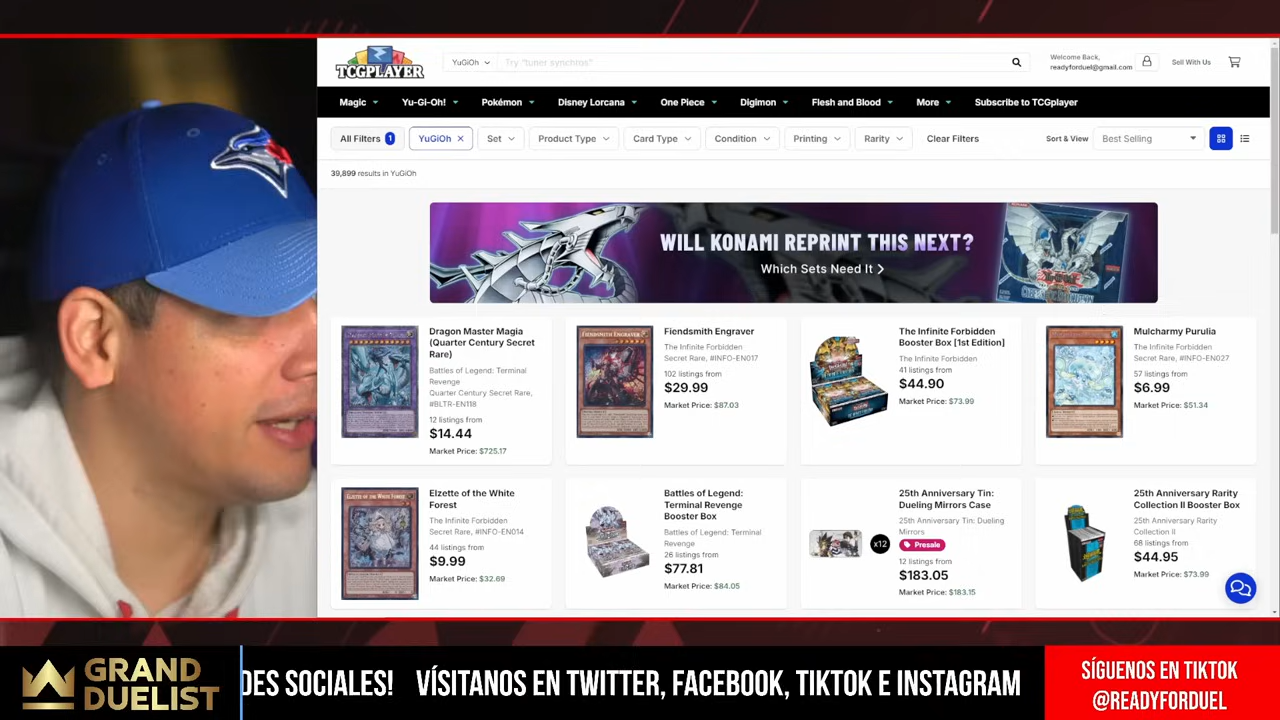 TCGPLAYER
YuGiOh
Try "tuner synchros"
Welcome Back,
readyforduel@gmail.com
Sell With Us
Magic
Yu-Gi-Oh!
Pokémon
Disney Lorcana
One Piece
Digimon
Flesh and Blood
More
Subscribe to TCGplayer
All Filters 1
YuGiOh ×
Set
Product Type
Card Type
Condition
Printing
Rarity
Clear Filters
Sort & View
Best Selling
39,899 results in YuGiOh
WILL KONAMI REPRINT THIS NEXT?
Which Sets Need It >
Dragon Master Magia
(Quarter Century Secret
Rare)
Battles of Legend: Terminal
Revenge
Quarter Century Secret Rare,
#BLTR-EN118
12 listings from
$14.44
Market Price: $725.17
FIENDSMITH ENGRAVER
Fiendsmith Engraver
The Infinite Forbidden
Secret Rare, #INFO-EN017
102 listings from
$29.99
Market Price: $87.03
The Infinite Forbidden
Booster Box [1st Edition]
The Infinite Forbidden
41 listings from
$44.90
Market Price: $73.99
Mulcharmy Purulia
The Infinite Forbidden
Secret Rare, #INFO-EN027
57 listings from
$6.99
Market Price: $51.34
ELZETTE OF THE WHITE FOREST
Elzette of the White
Forest
The Infinite Forbidden
Secret Rare, #INFO-EN014
44 listings from
$9.99
Market Price: $32.69
Battles of Legend:
Terminal Revenge
Booster Box
Battles of Legend: Terminal
Revenge
26 listings from
$77.81
Market Price: $84.05
x12
25th Anniversary Tin:
Dueling Mirrors Case
25th Anniversary Tin: Dueling
Mirrors
Presale
12 listings from
$183.05
Market Price: $183.15
25th Anniversary Rarity
Collection II Booster Box
25th Anniversary Rarity
Collection II
68 listings from
$44.95
Market Price: $73.99
GRAND
DUELIST
DES SOCIALES! VÍSITANOS EN TWITTER, FACEBOOK, TIKTOK E INSTAGRAM
SÍGUENOS EN TIKTOK
@READYFORDUEL